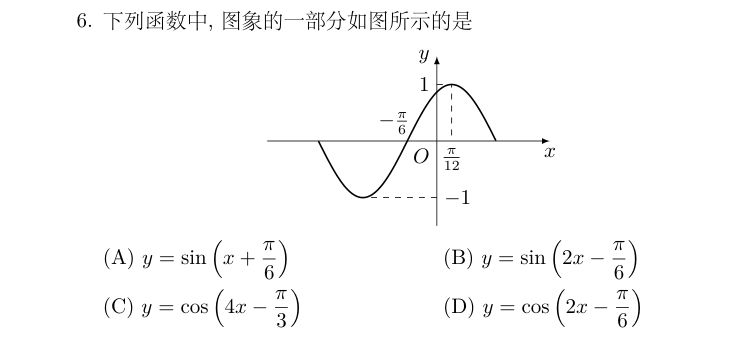 6. 下列函数中, 图象的一部分如图所示的是
y
1
−π/6
O π/12 x
−1
(A) y = sin(x + π/6) (B) y = sin(2x − π/6)
(C) y = cos(4x − π/3) (D) y = cos(2x − π/6)